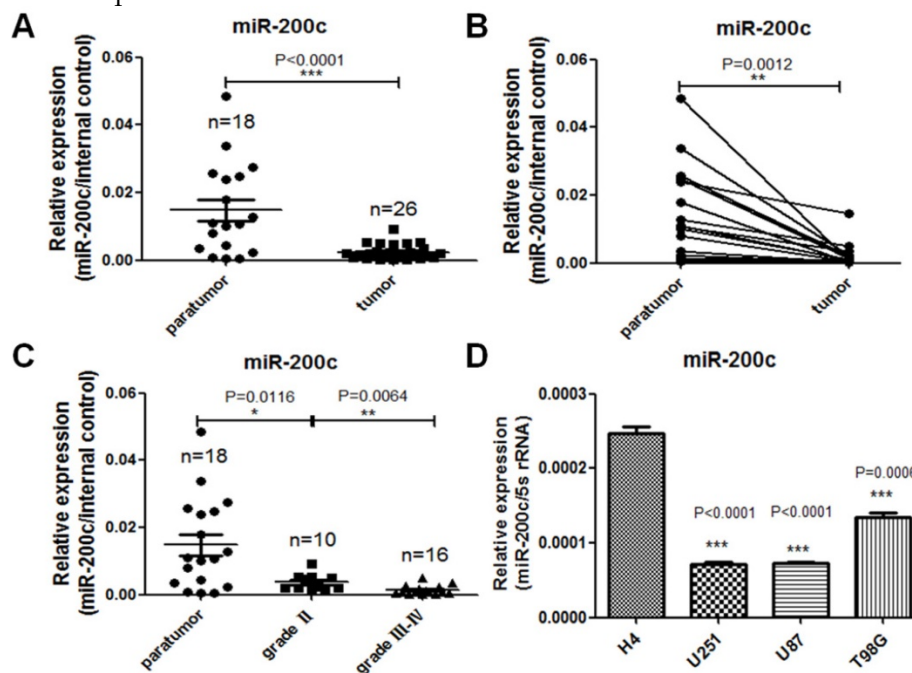 A
miR-200c
P<0.0001
***
Relative expression
(miR-200c/internal control)
0.06
0.04
0.02
0.00
n=18
n=26
paratumor
tumor
B
miR-200c
P=0.0012
**
Relative expression
(miR-200c/internal control)
0.06
0.04
0.02
0.00
paratumor
tumor
C
miR-200c
P=0.0116
*
P=0.0064
**
Relative expression
(miR-200c/internal control)
0.06
0.04
0.02
0.00
n=18
n=10
n=16
paratumor
grade II
grade III-IV
D
miR-200c
Relative expression
(miR-200c/5s rRNA)
0.0003
0.0002
0.0001
0.0000
P<0.0001
***
P<0.0001
***
P=0.0006
***
H4
U251
U87
T98G